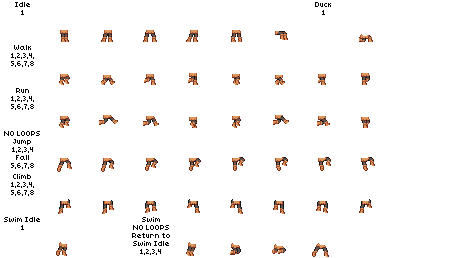 Idle
1
Duck
1
Walk
1,2,3,4,
5,6,7,8
Run
1,2,3,4,
5,6,7,8
NO LOOPS
Jump
1,2,3,4
Fall
5,6,7,8
Climb
1,2,3,4,
5,6,7,8
Swim Idle
1
Swim
NO LOOPS
Return to
Swim Idle
1,2,3,4